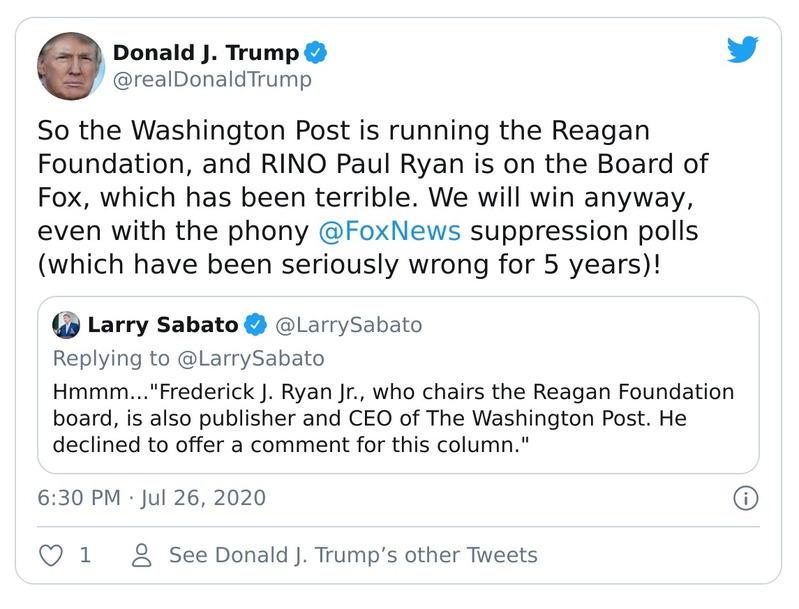 Donald J. Trump
@realDonaldTrump
So the Washington Post is running the Reagan
Foundation, and RINO Paul Ryan is on the Board of
Fox, which has been terrible. We will win anyway,
even with the phony @FoxNews suppression polls
(which have been seriously wrong for 5 years)!
Larry Sabato @LarrySabato
Replying to @LarrySabato
Hmmm..."Frederick J. Ryan Jr., who chairs the Reagan Foundation
board, is also publisher and CEO of The Washington Post. He
declined to offer a comment for this column."
6:30 PM · Jul 26, 2020
1 See Donald J. Trump’s other Tweets